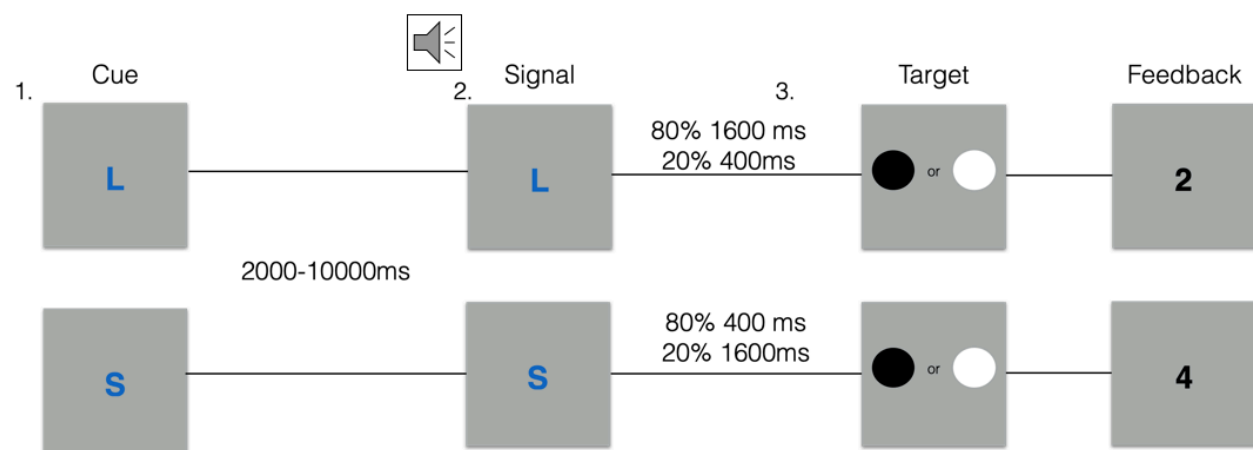 Cue
Signal
Target
Feedback
1.
2.
3.
L
L
80% 1600 ms
20% 400ms
or
2
2000-10000ms
S
S
80% 400 ms
20% 1600ms
or
4